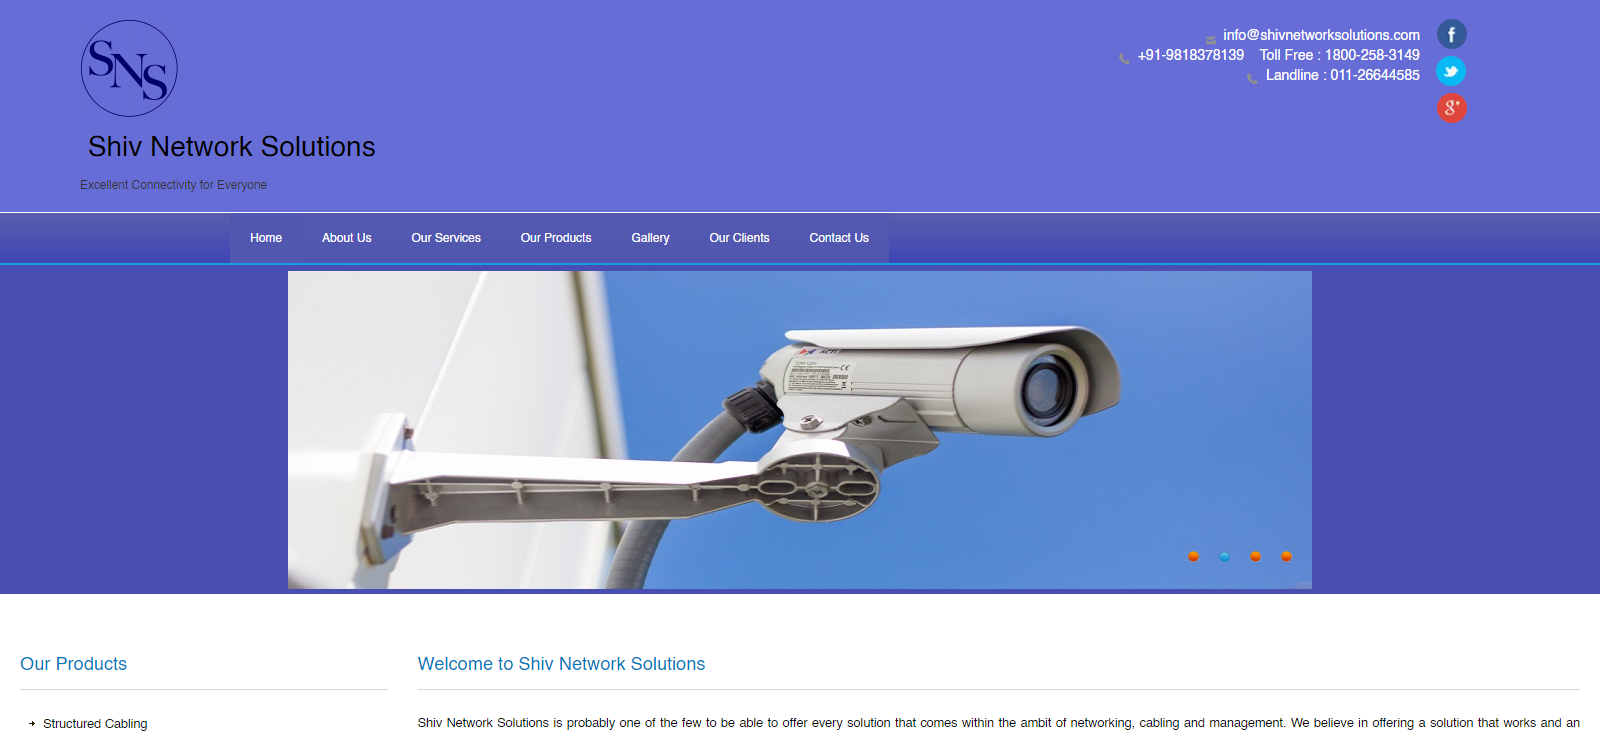 SNS
info@shivnetworksolutions.com
+91-9818378139 Toll Free : 1800-258-3149
Landline : 011-26644585
Shiv Network Solutions
Excellent Connectivity for Everyone
Home About Us Our Services Our Products Gallery Our Clients Contact Us
ACTi
Our Products
Welcome to Shiv Network Solutions
Structured Cabling
Shiv Network Solutions is probably one of the few to be able to offer every solution that comes within the ambit of networking, cabling and management. We believe in offering a solution that works and an